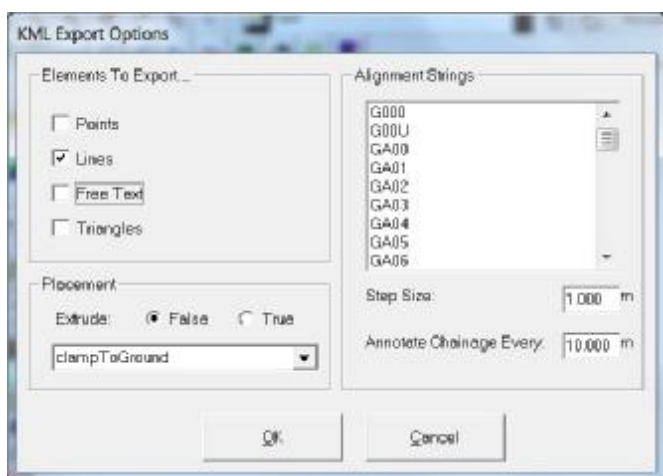 KML Export Options
Elements To Export...
Points
Lines
Free Text
Triangles
Placement
Extrude: False True
clampToGround
Alignment Strings
G000
G00U
GA00
GA01
GA02
GA03
GA04
GA05
GA06
Step Size: 1.000 m
Annotate Chainage Every: 10.000 m
OK
Cancel